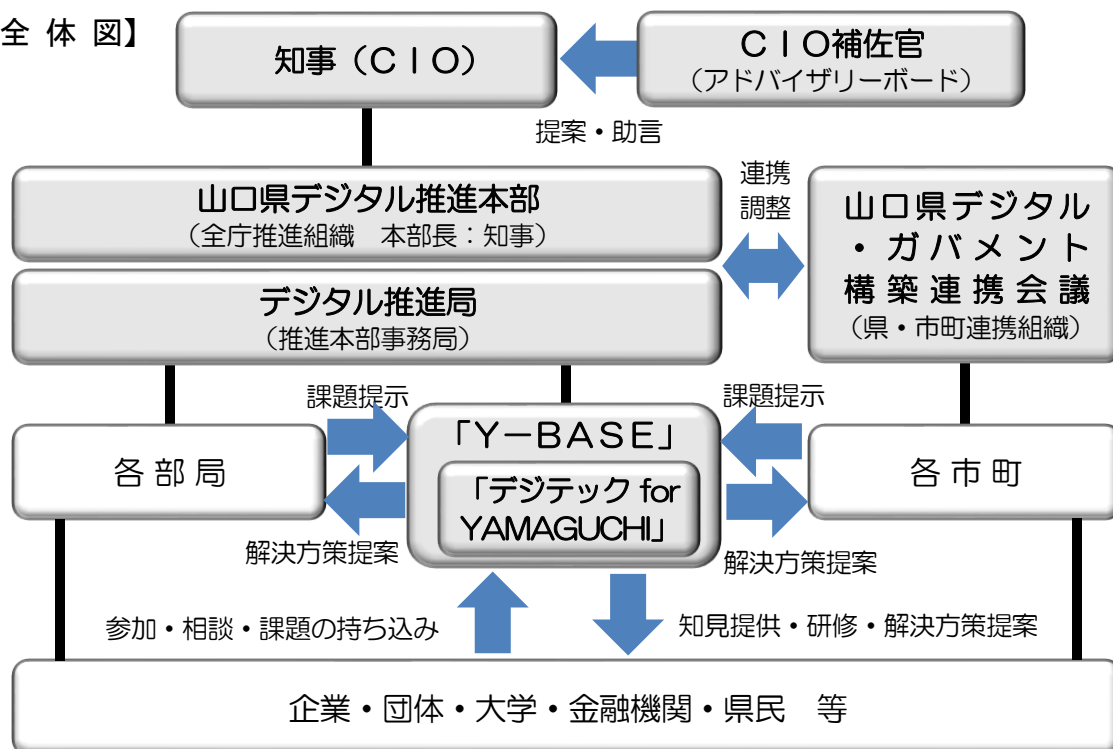 全 体 図】
知事（ＣＩＯ）
ＣＩＯ補佐官
（アドバイザリーボード）
提案・助言
山口県デジタル推進本部
（全庁推進組織　本部長：知事）
連携
調整
山口県デジタル
・ガバメント
構築連携会議
（県・市町連携組織）
デジタル推進局
（推進本部事務局）
課題提示
課題提示
各部局
「Ｙ－ＢＡＳＥ」
「デジテック for
YAMAGUCHI」
各市町
解決方策提案
解決方策提案
参加・相談・課題の持ち込み
知見提供・研修・解決方策提案
企業・団体・大学・金融機関・県民　等